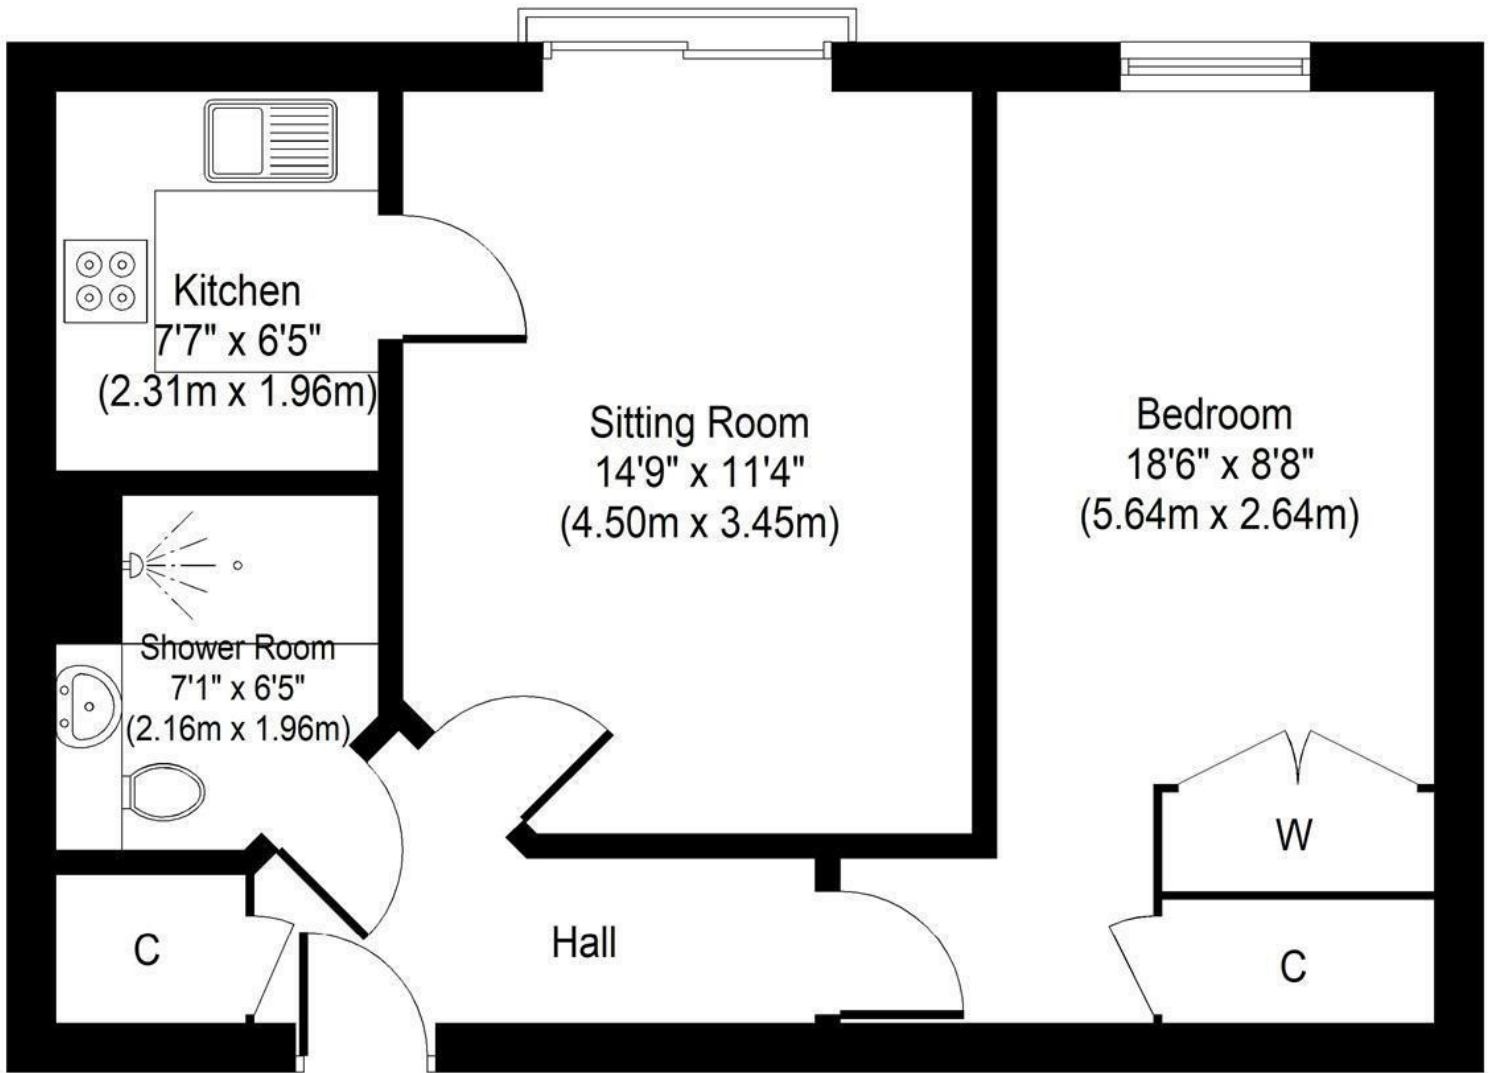 Kitchen
7'7" x 6'5"
(2.31m x 1.96m)
Sitting Room
14'9" x 11'4"
(4.50m x 3.45m)
Bedroom
18'6" x 8'8"
(5.64m x 2.64m)
Shower Room
7'1" x 6'5"
(2.16m x 1.96m)
W
C
Hall
C